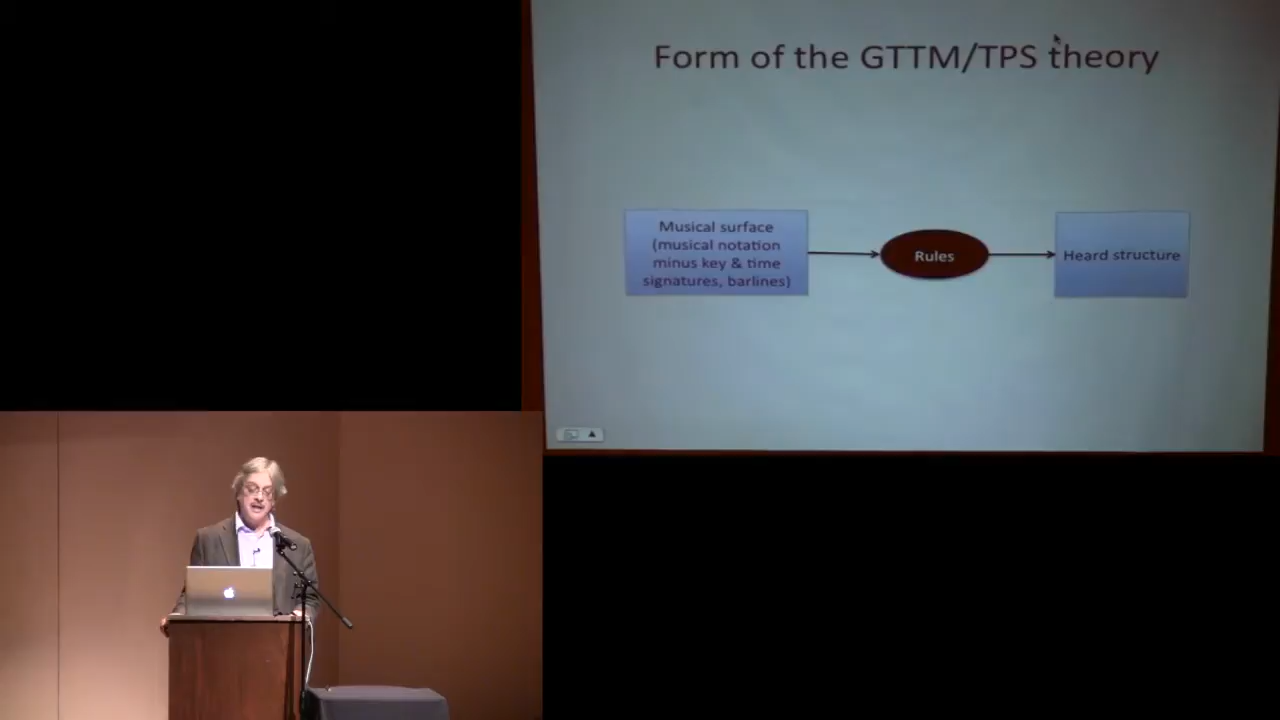 Form of the GTTM/TPS theory
Musical surface
(musical notation
minus key & time
signatures, barlines)
Rules
Heard structure